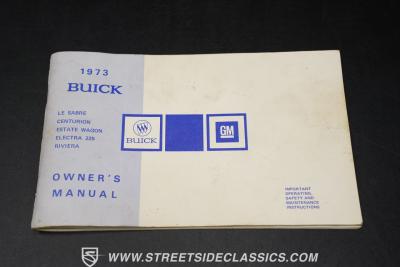 1973
BUICK
LE SABRE
CENTURION
ESTATE WAGON
ELECTRA 225
RIVIERA
OWNER'S
MANUAL
BUICK
GM
IMPORTANT
OPERATING,
SAFETY AND
MAINTENANCE
INSTRUCTIONS
WWW.STREETSIDECLASSICS.COM